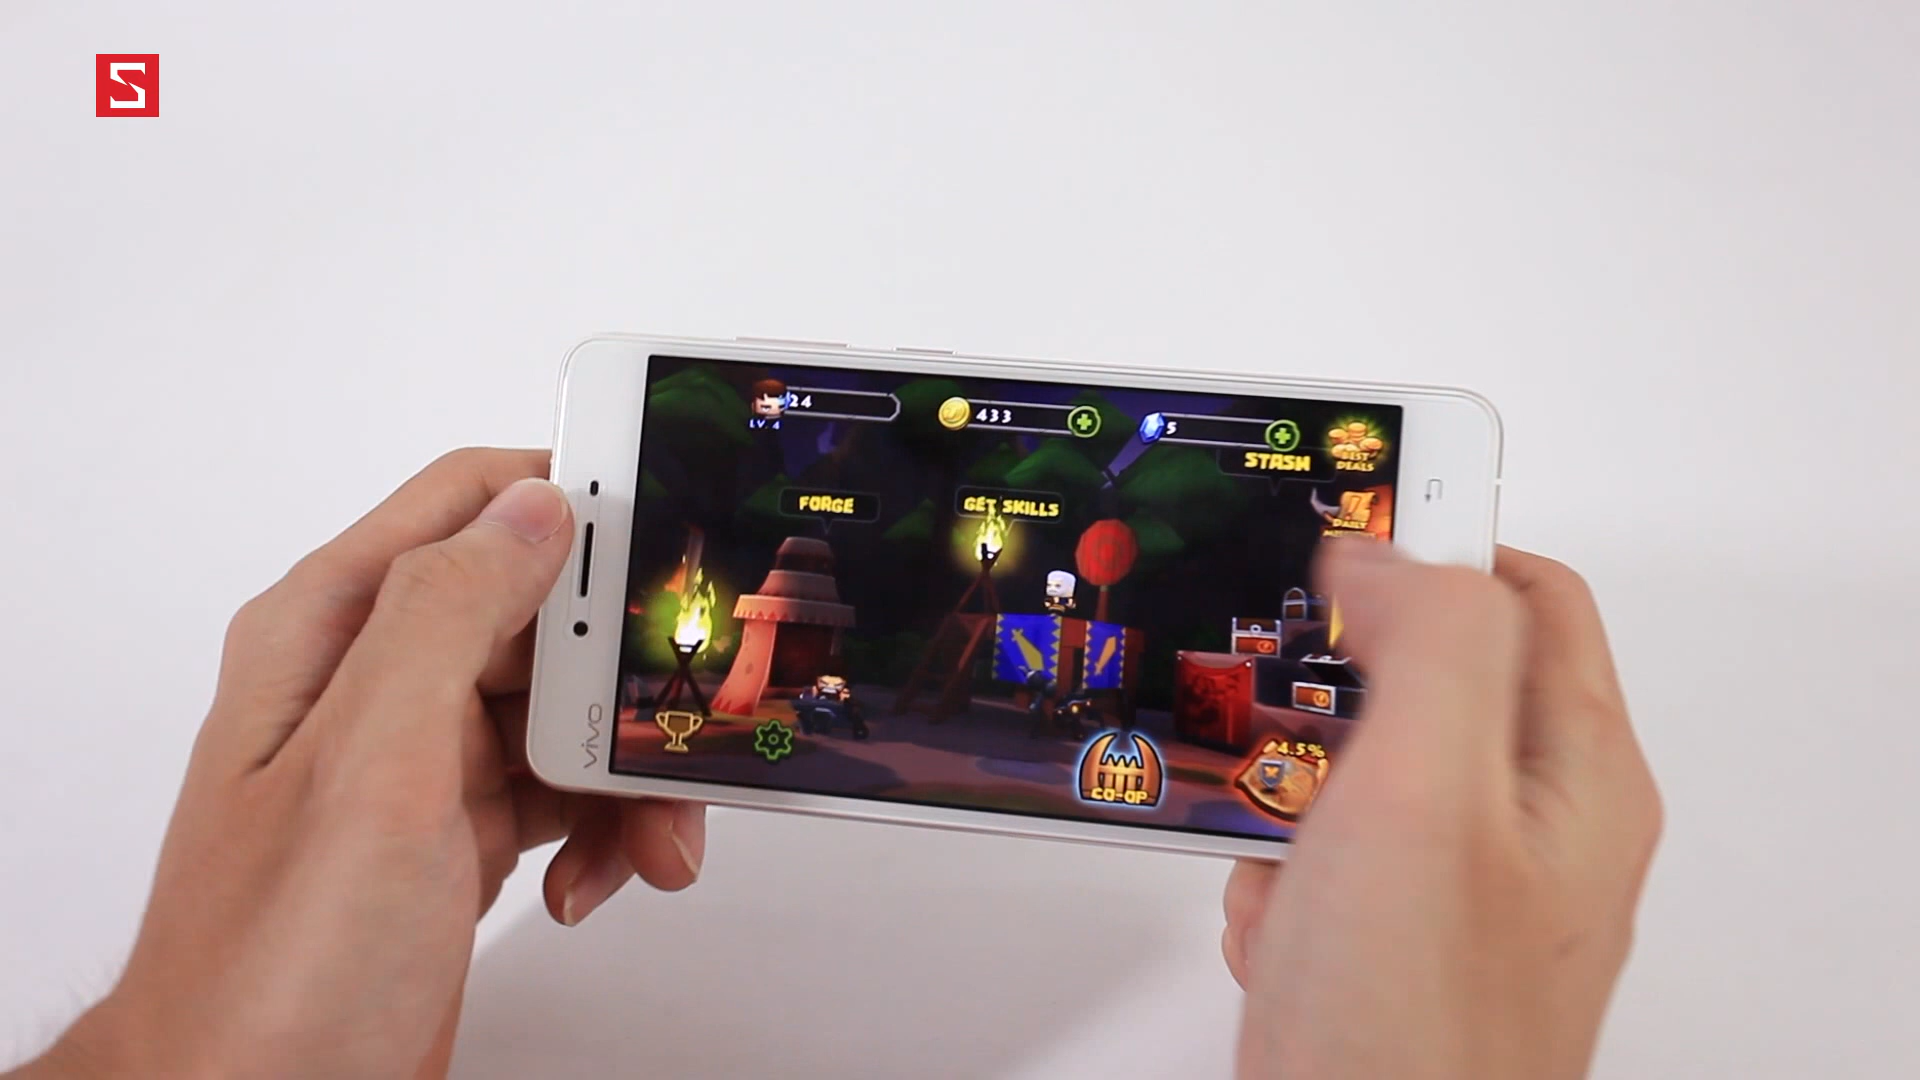 S
24
LV. 4
433
5
BEST
DEALS
STASH
FORGE
GET SKILLS
DAILY
4.5%
CO-OP
vivo